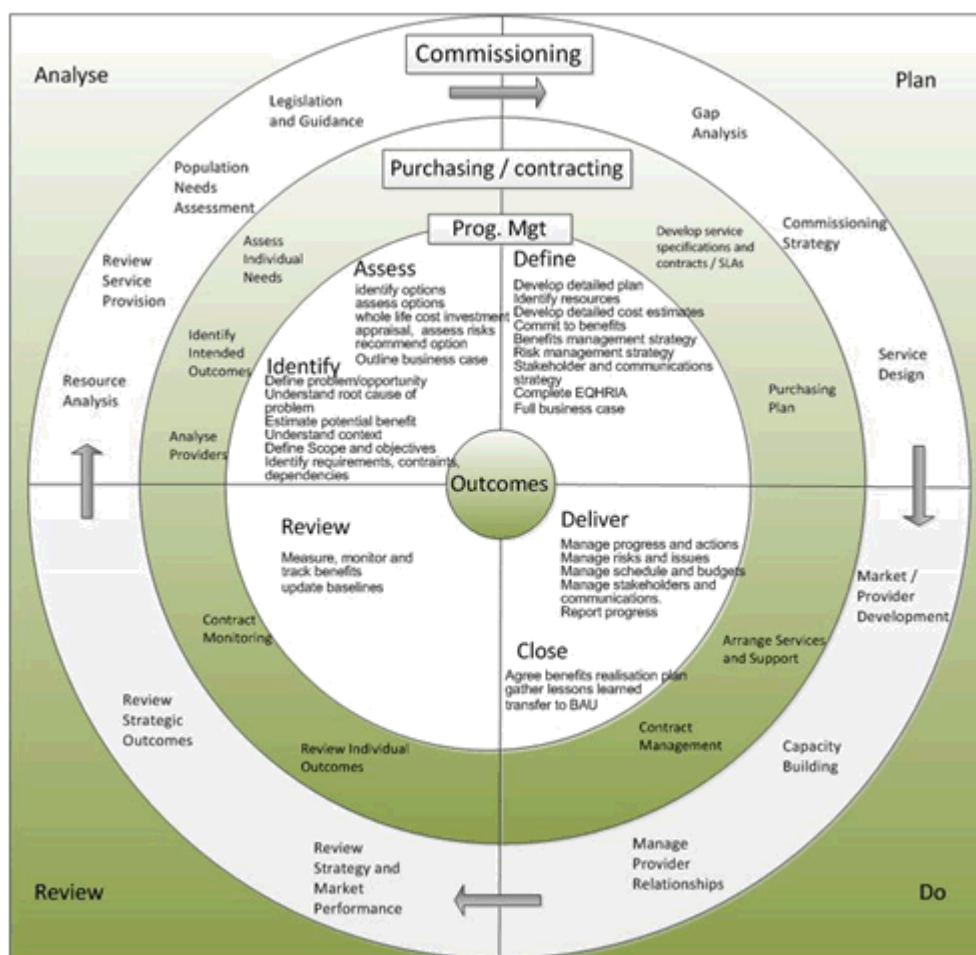 Commissioning
Analyse
Plan
Legislation
and Guidance
Gap
Analysis
Purchasing / contracting
Population
Needs
Assessment
Commissioning
Strategy
Prog. Mgt
Develop service
specifications and
contracts / SLAs
Assess
Individual
Needs
Review
Service
Provision
Assess
identify options
assess options
whole life cost investment
appraisal, assess risks
recommend option
Outline business case
Define
Develop detailed plan
Identify resources
Develop detailed cost estimates
Commit to benefits
Benefits management strategy
Risk management strategy
Stakeholder and communications
strategy
Complete EQHRIA
Full business case
Identify
Intended
Outcomes
Service
Design
Identify
Define problem/opportunity
Understand root cause of
problem
Estimate potential benefit
Understand context
Define Scope and objectives
Identify requirements, contraints,
dependencies
Resource
Analysis
Purchasing
Plan
Analyse
Providers
Outcomes
Review
Measure, monitor and
track benefits
update baselines
Deliver
Manage progress and actions
Manage risks and issues
Manage schedule and budgets
Manage stakeholders and
communications.
Report progress
Market /
Provider
Development
Contract
Monitoring
Arrange Services
and Support
Close
Agree benefits realisation plan
gather lessons learned
transfer to BAU
Review
Strategic
Outcomes
Contract
Management
Capacity
Building
Review Individual
Outcomes
Manage
Provider
Relationships
Review
Strategy and
Market
Performance
Review
Do